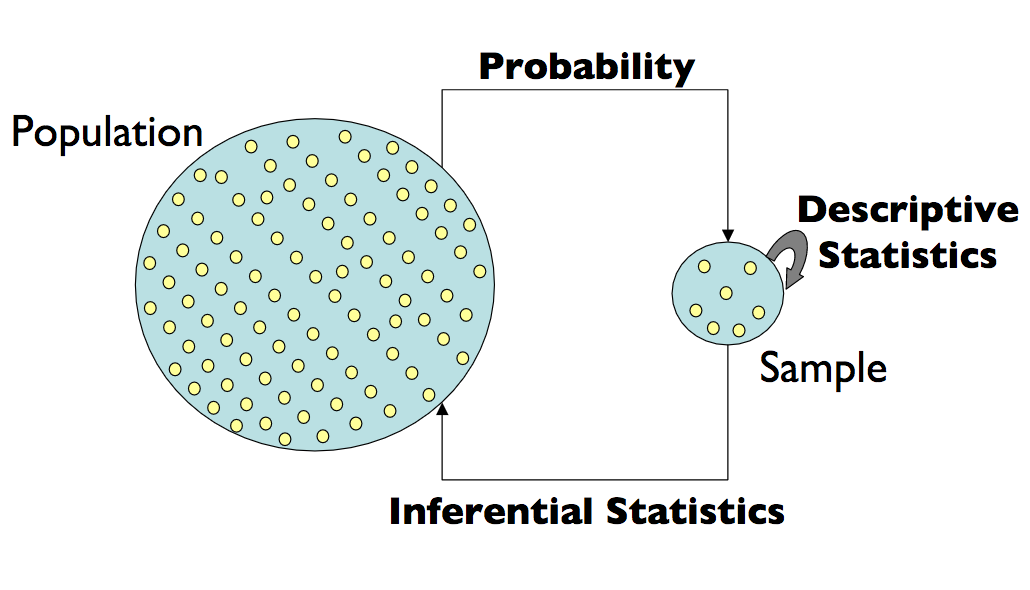 Probability
Population
Descriptive
Statistics
Sample
Inferential Statistics